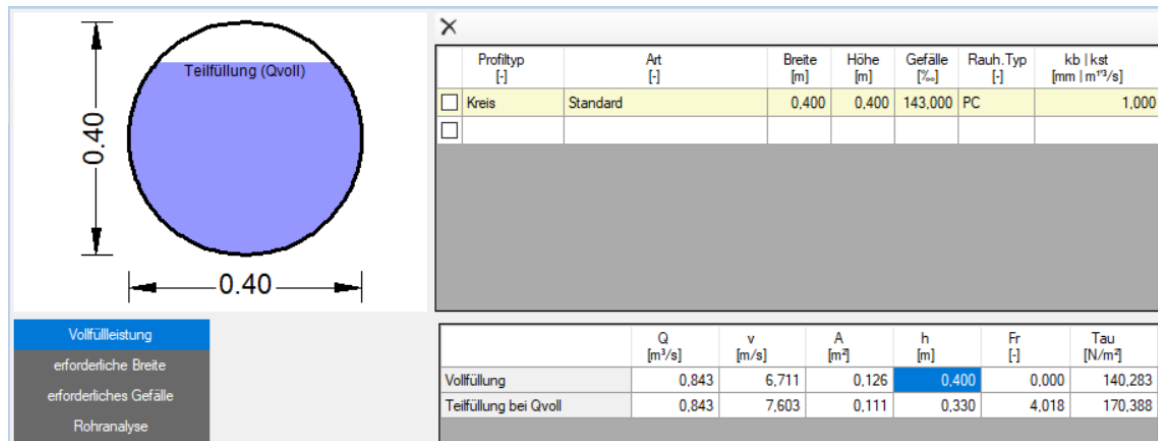 Teilfüllung (Qvoll)
0.40
0.40
Profiltyp [-] Art [-] Breite [m] Höhe [m] Gefälle [‰] Rauh.Typ [-] kb | kst [mm | m¹ᐟ³/s]
Kreis Standard 0,400 0,400 143,000 PC 1,000
Vollfüllleistung
erforderliche Breite
erforderliches Gefälle
Rohranalyse
Q [m³/s] v [m/s] A [m²] h [m] Fr [-] Tau [N/m²]
Vollfüllung 0,843 6,711 0,126 0,400 0,000 140,283
Teilfüllung bei Qvoll 0,843 7,603 0,111 0,330 4,018 170,388